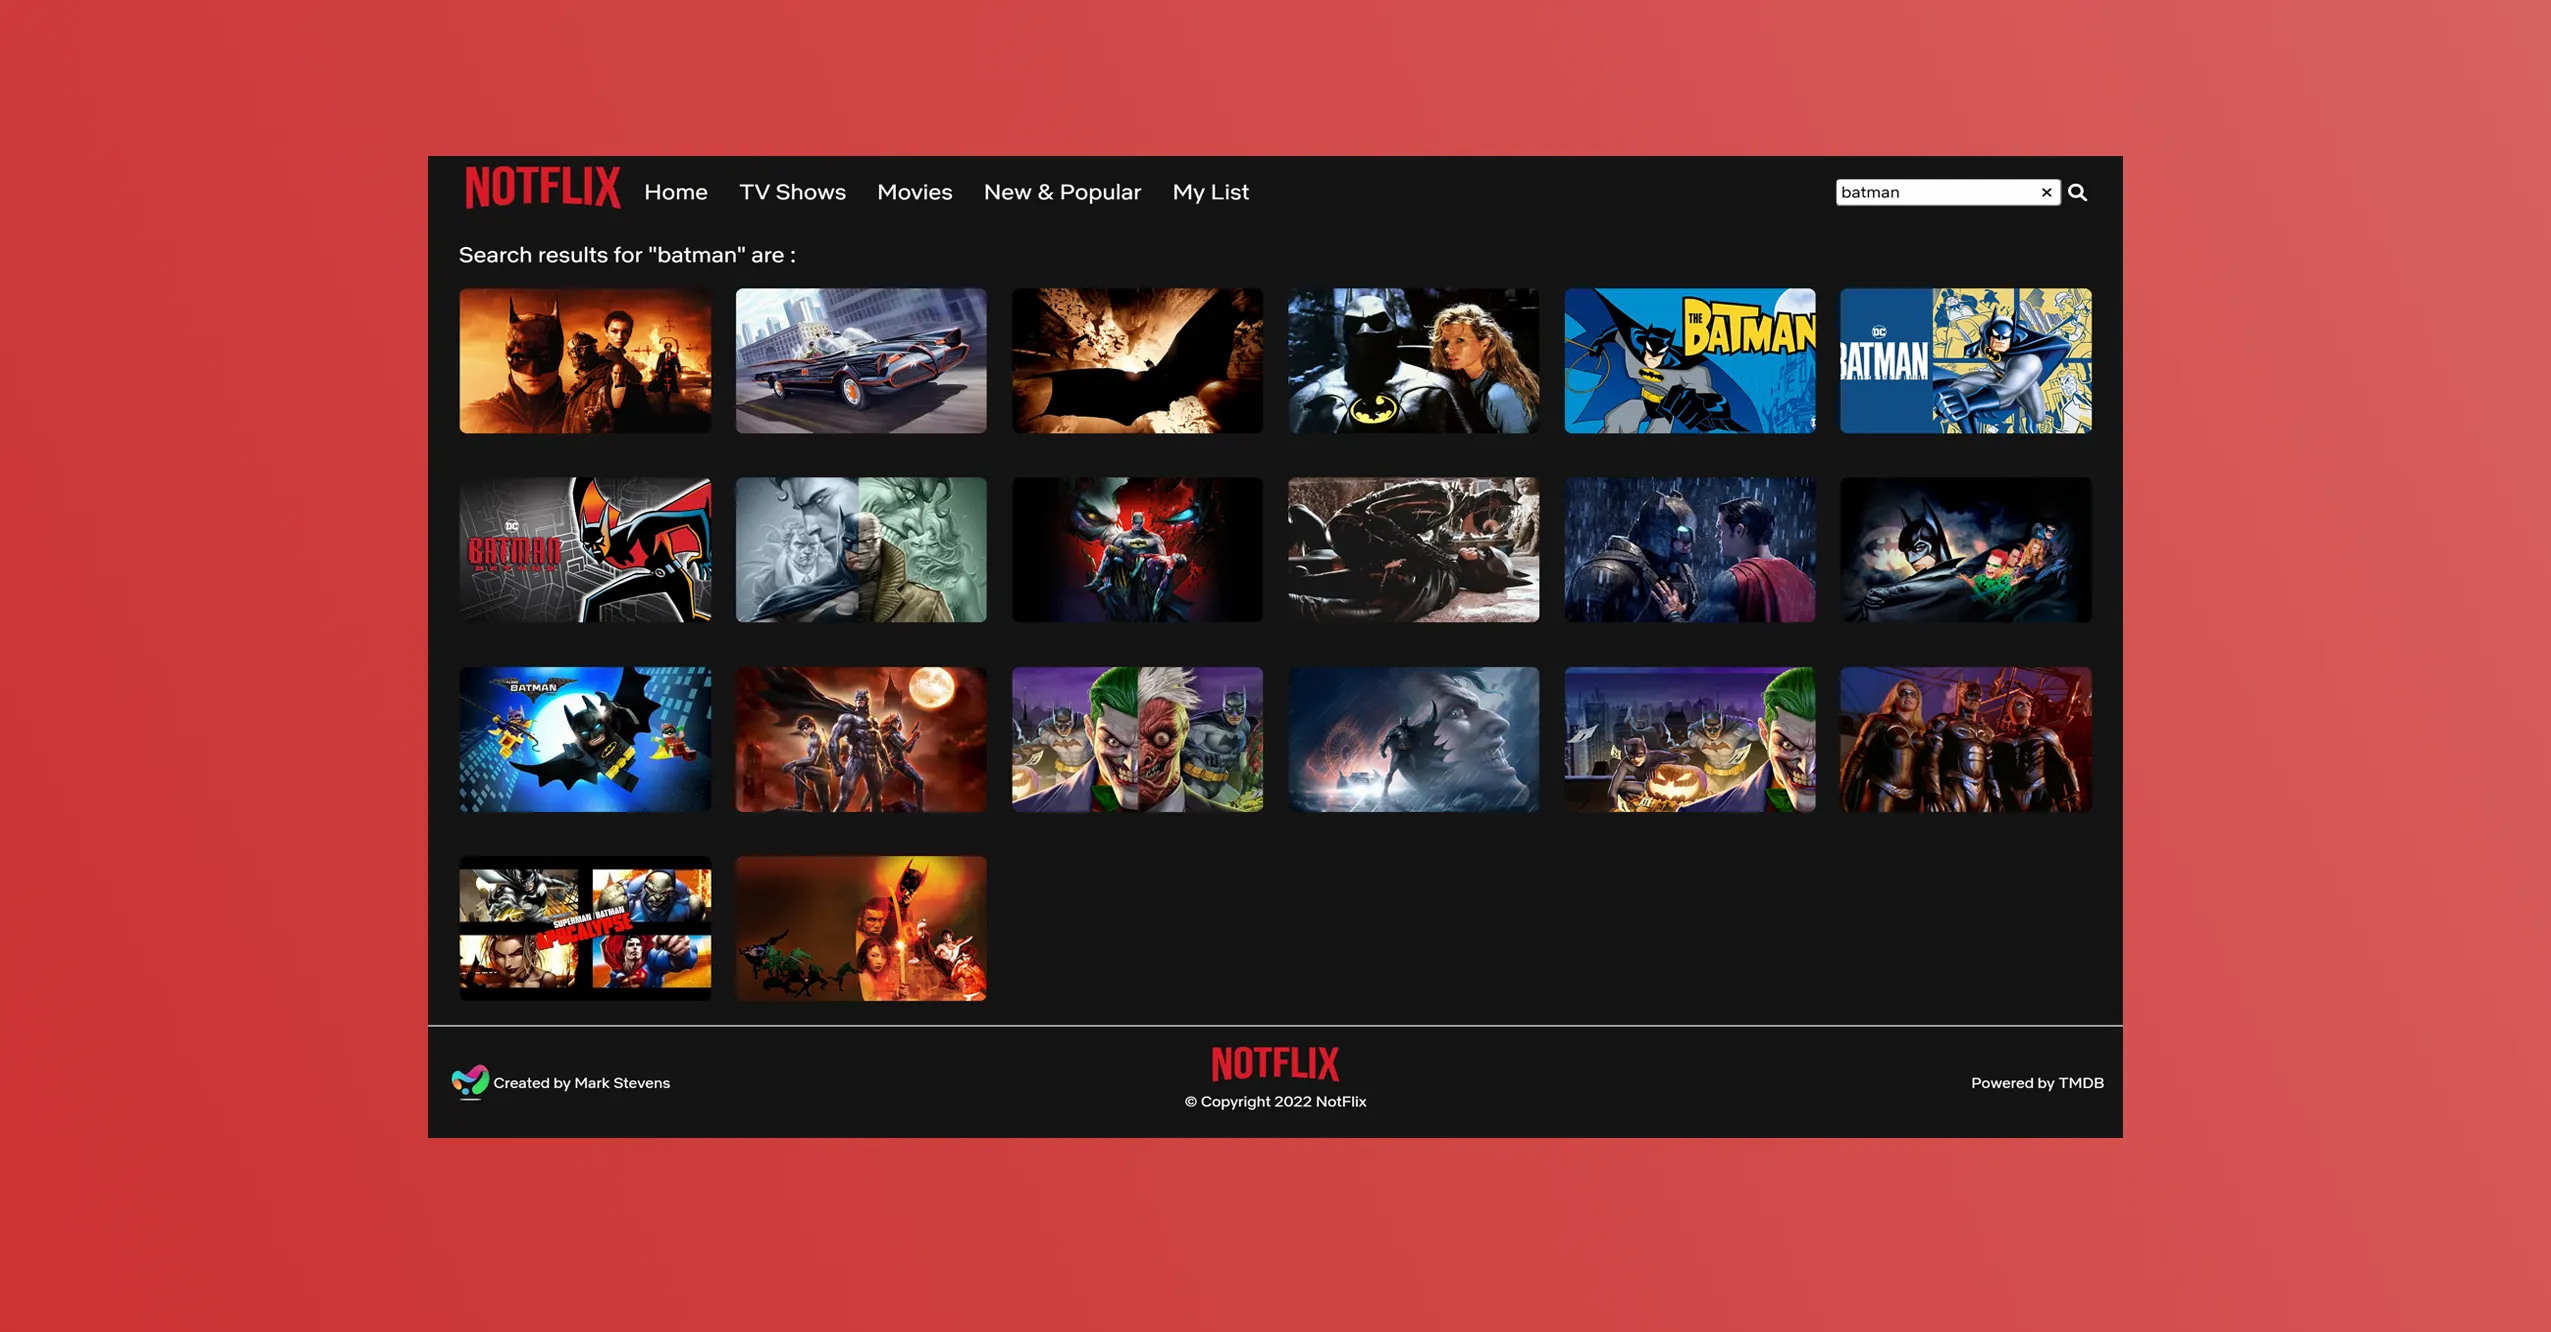 NOTFLIX Home TV Shows Movies New & Popular My List batman
Search results for "batman" are :
THE BATMAN
DC
BATMAN
DC
BATMAN
BATMAN
SUPERMAN/BATMAN
APOCALYPSE
NOTFLIX
Created by Mark Stevens
© Copyright 2022 NotFlix
Powered by TMDB